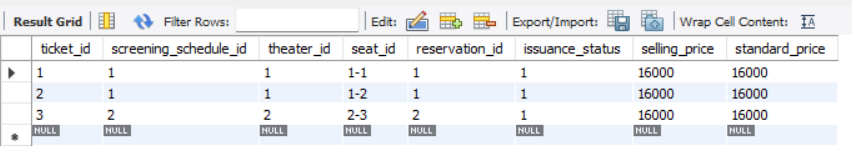 Result Grid Filter Rows: Edit: Export/Import: Wrap Cell Content: IA
ticket_id screening_schedule_id theater_id seat_id reservation_id issuance_status selling_price standard_price
1 1 1 1-1 1 1 16000 16000
2 1 1 1-2 1 1 16000 16000
3 2 2 2-3 2 1 16000 16000
NULL NULL NULL NULL NULL NULL NULL NULL